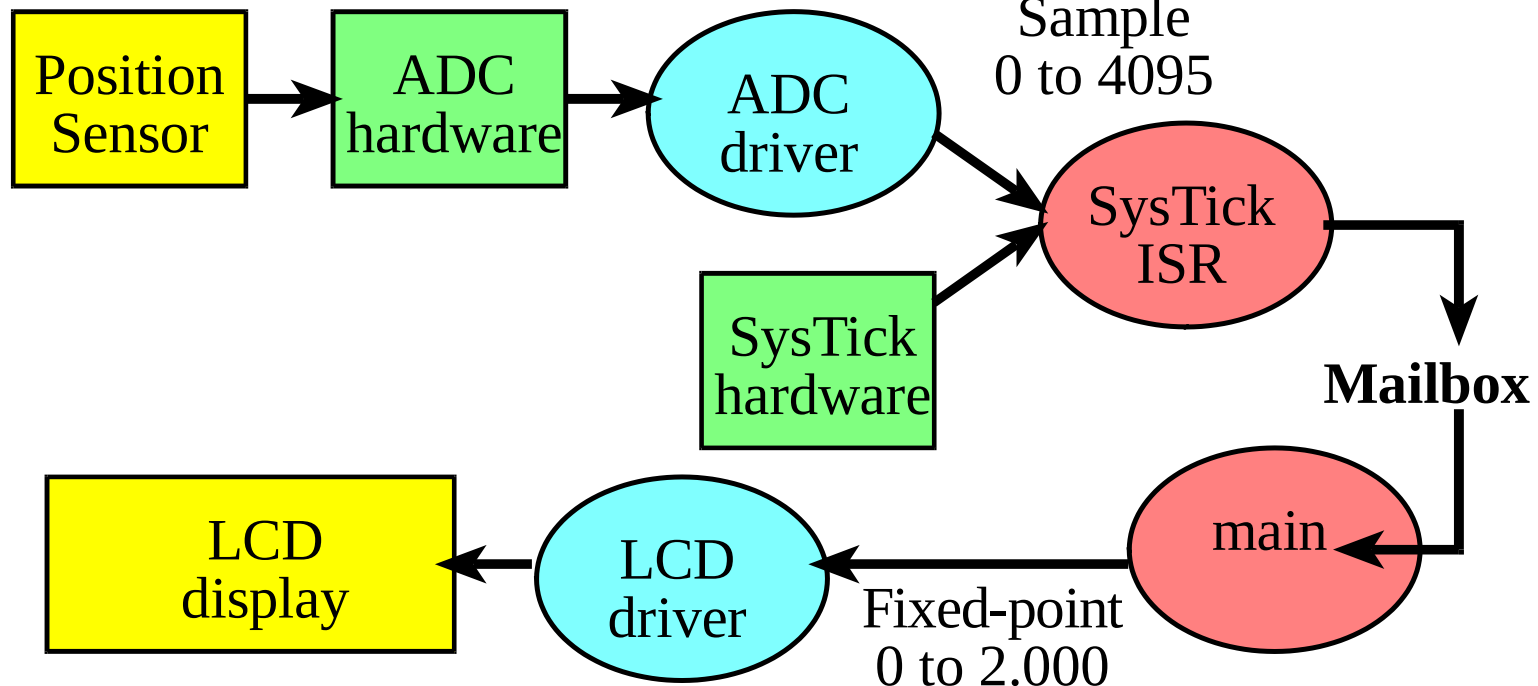 Position
Sensor
ADC
hardware
ADC
driver
Sample
0 to 4095
SysTick
ISR
SysTick
hardware
Mailbox
main
Fixed-point
0 to 2.000
LCD
driver
LCD
display